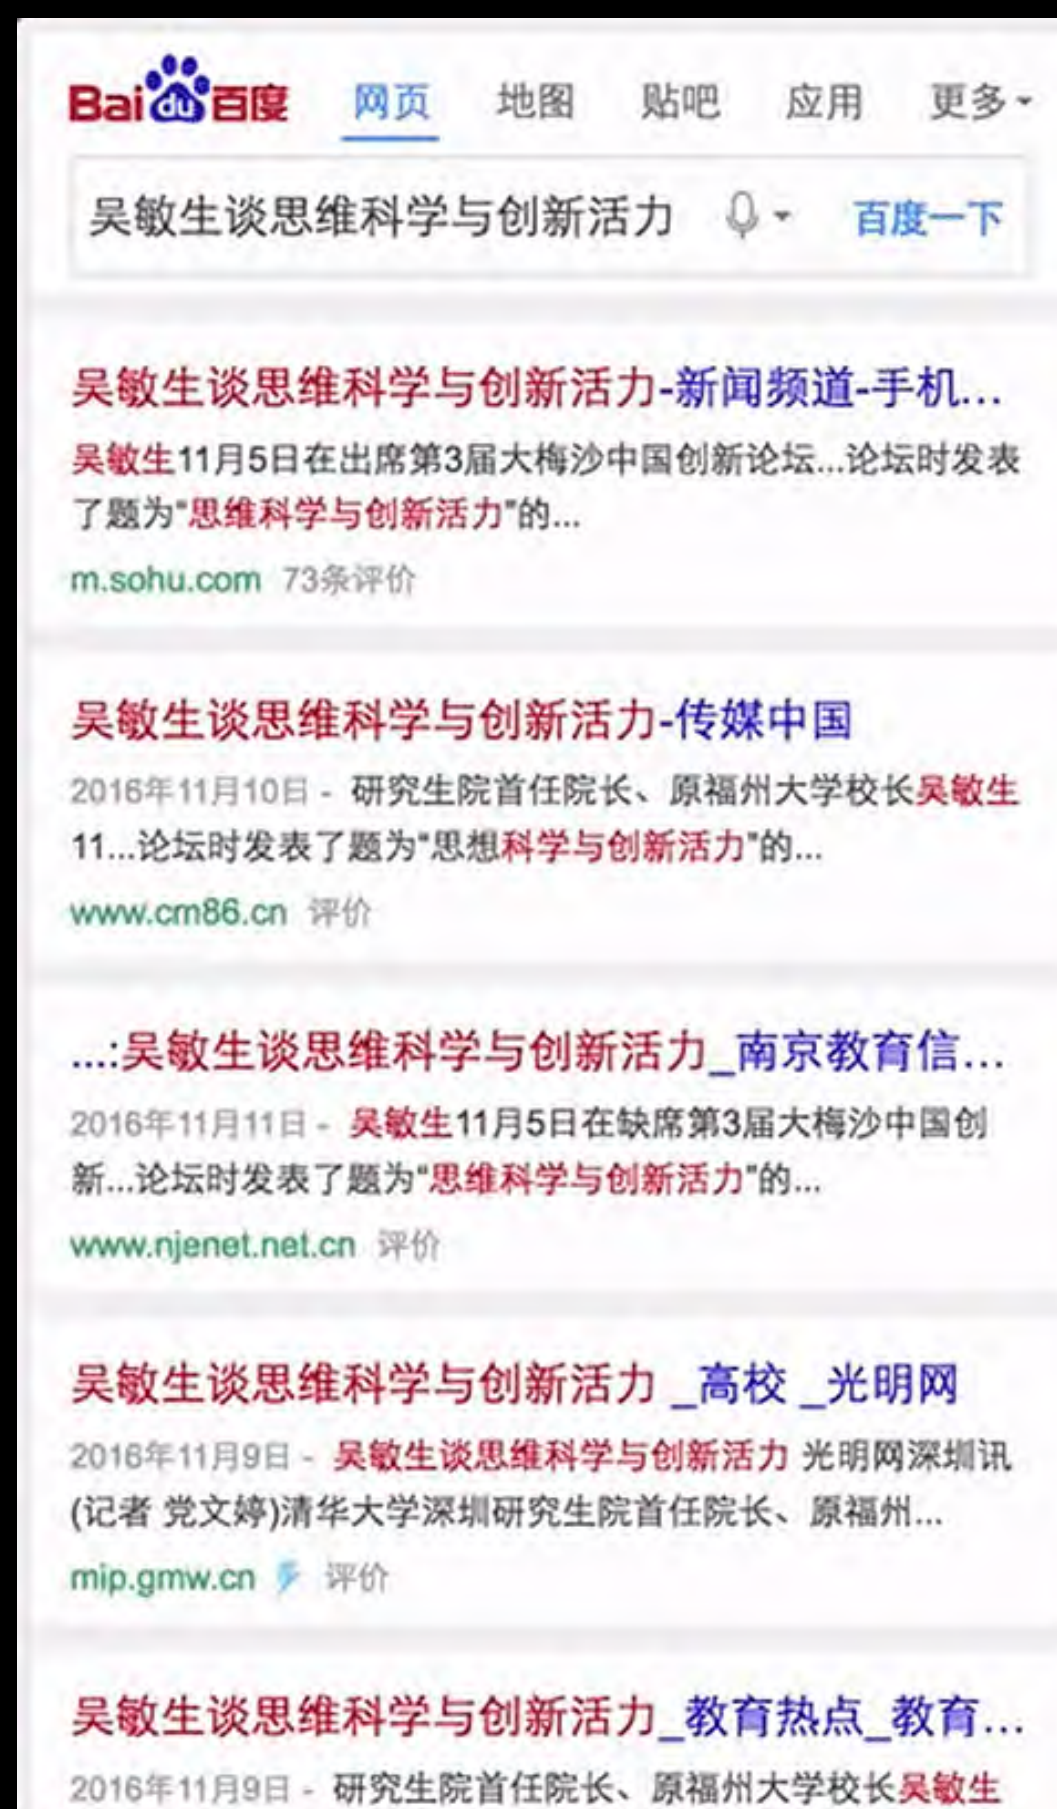 Bai du 百度 网页 地图 贴吧 应用 更多
吴敏生谈思维科学与创新活力 百度一下
吴敏生谈思维科学与创新活力-新闻频道-手机...
吴敏生11月5日在出席第3届大梅沙中国创新论坛...论坛时发表
了题为“思维科学与创新活力”的...
m.sohu.com 73条评价
吴敏生谈思维科学与创新活力-传媒中国
2016年11月10日 - 研究生院首任院长、原福州大学校长吴敏生
11...论坛时发表了题为“思想科学与创新活力”的...
www.cm86.cn 评价
...:吴敏生谈思维科学与创新活力_南京教育信...
2016年11月11日 - 吴敏生11月5日在缺席第3届大梅沙中国创
新...论坛时发表了题为“思维科学与创新活力”的...
www.njenet.net.cn 评价
吴敏生谈思维科学与创新活力 _高校 _光明网
2016年11月9日 - 吴敏生谈思维科学与创新活力 光明网深圳讯
(记者 党文婷)清华大学深圳研究生院首任院长、原福州...
mip.gmw.cn 评价
吴敏生谈思维科学与创新活力_教育热点_教育...
2016年11月9日 - 研究生院首任院长、原福州大学校长吴敏生